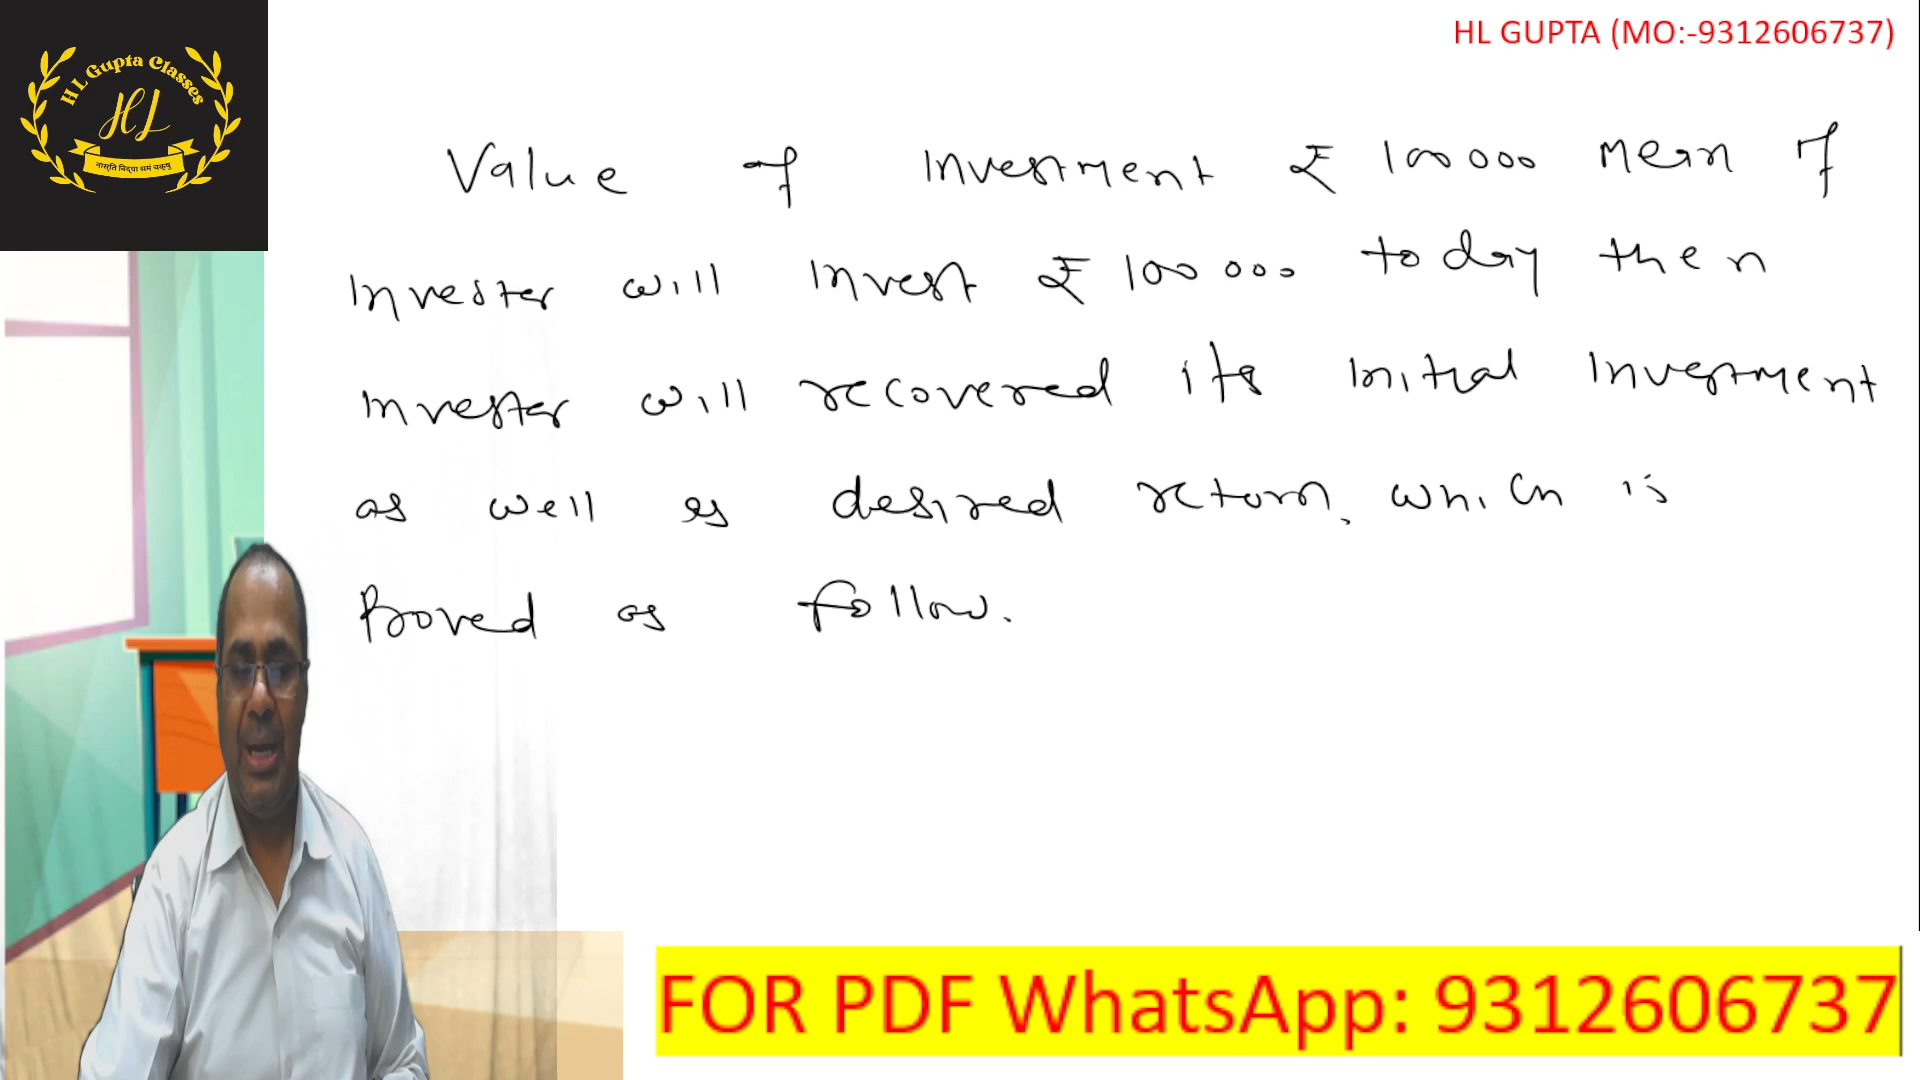 HL GUPTA (MO:-9312606737)
HL Gupta Classes
HL
नास्ति विद्या समं चक्षु
Value of Investment ₹ 100000 mean if
Invester will invest ₹ 100000 today then
invester will recovered its initial investment
as well as desired return, which is
Proved as follow.
FOR PDF WhatsApp: 9312606737